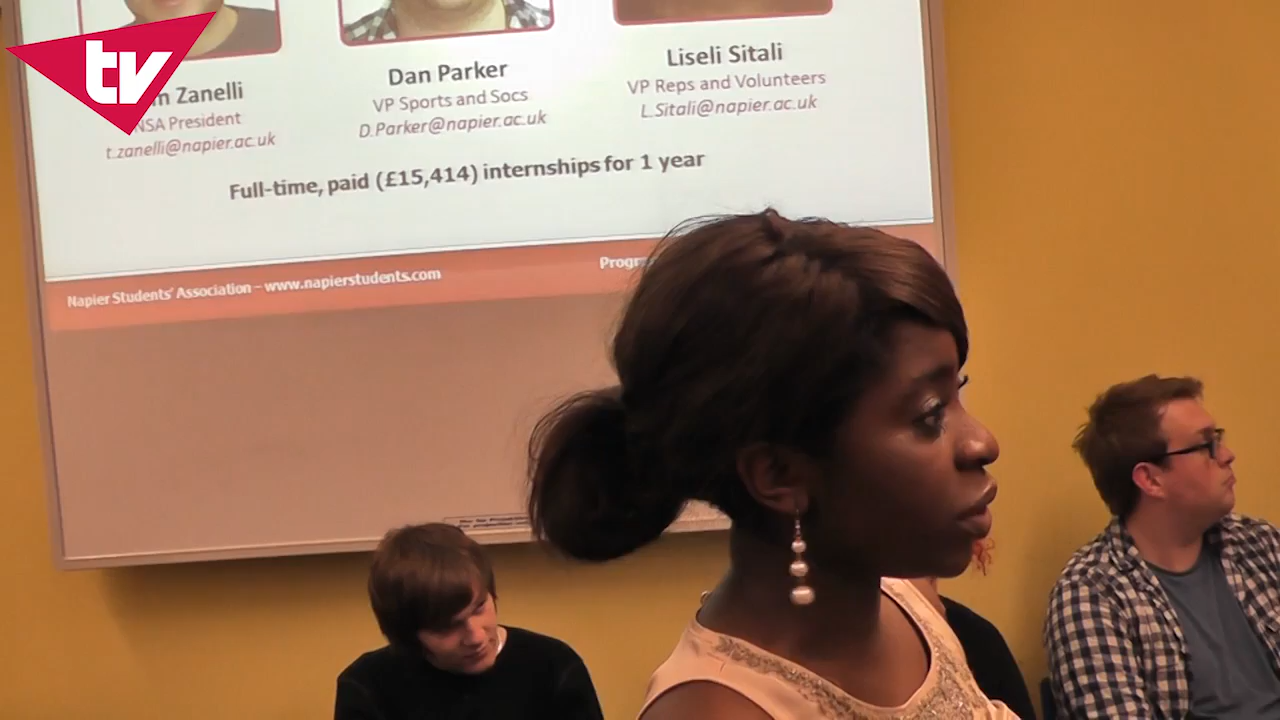 tv
Zanelli
NSA President
t.zanelli@napier.ac.uk
Dan Parker
VP Sports and Socs
D.Parker@napier.ac.uk
Liseli Sitali
VP Reps and Volunteers
L.Sitali@napier.ac.uk
Full-time, paid (£15,414) internships for 1 year
Napier Students' Association – www.napierstudents.com